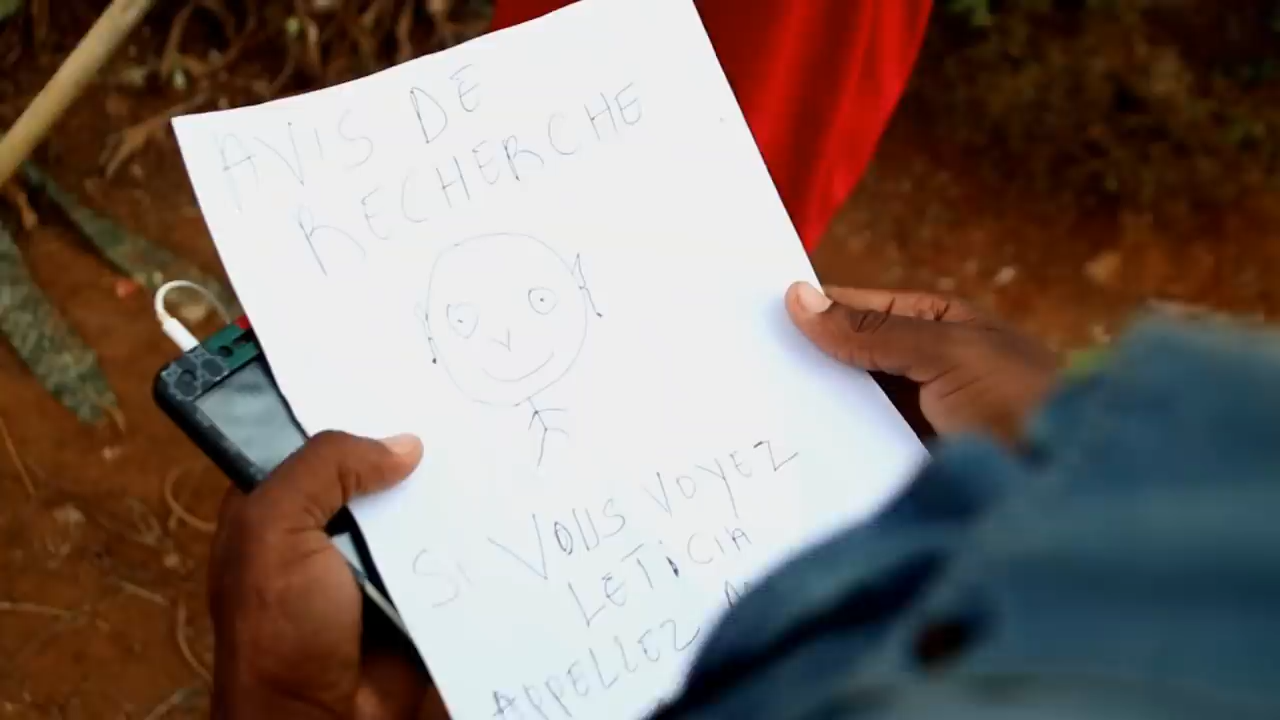 AVIS DE
RECHERCHE
SI VOUS VOYEZ
LETICIA
APPELLEZ